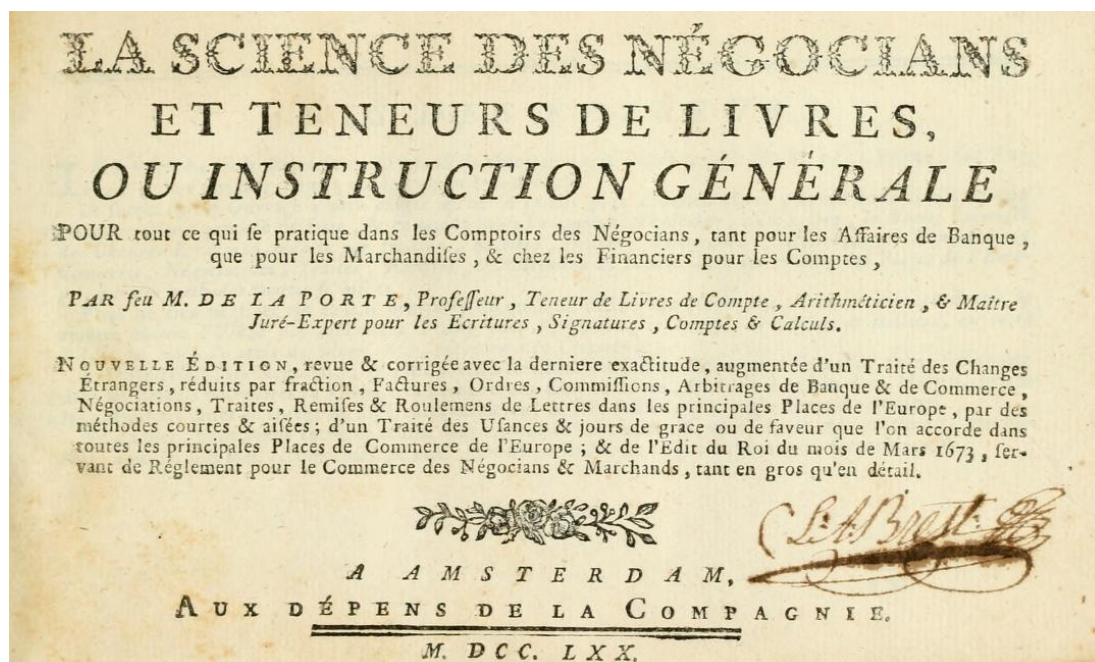 LA SCIENCE DES NÉGOCIANS
ET TENEURS DE LIVRES,
OU INSTRUCTION GÉNÉRALE
POUR tout ce qui ſe pratique dans les Comptoirs des Négocians, tant pour les Affaires de Banque,
que pour les Marchandiſes, & chez les Financiers pour les Comptes,
PAR feu M. DE LA PORTE, Profeſſeur, Teneur de Livres de Compte, Arithméticien, & Maître
Juré-Expert pour les Ecritures, Signatures, Comptes & Calculs.
NOUVELLE ÉDITION, revue & corrigée avec la derniere exactitude, augmentée d'un Traité des Changes
Étrangers, réduits par fraction, Factures, Ordres, Commiſſions, Arbitrages de Banque & de Commerce,
Négociations, Traites, Remiſes & Roulemens de Lettres dans les principales Places de l'Europe, par des
méthodes courtes & aiſées; d'un Traité des Uſances & jours de grace ou de faveur que l'on accorde dans
toutes les principales Places de Commerce de l'Europe; & de l'Edit du Roi du mois de Mars 1673, ſer-
vant de Réglement pour le Commerce des Négocians & Marchands, tant en gros qu'en détail.
A AMSTERDAM,
AUX DÉPENS DE LA COMPAGNIE.
M. DCC. LXX.